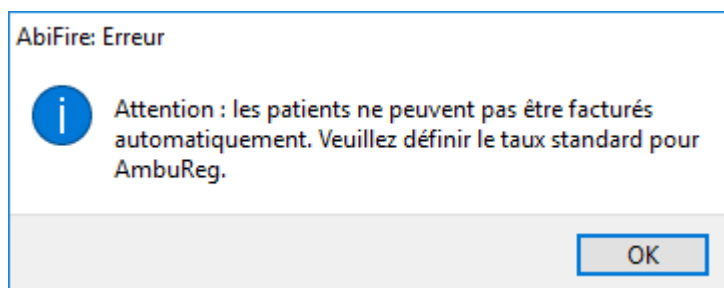 AbiFire: Erreur
Attention : les patients ne peuvent pas être facturés
automatiquement. Veuillez définir le taux standard pour
AmbuReg.
OK